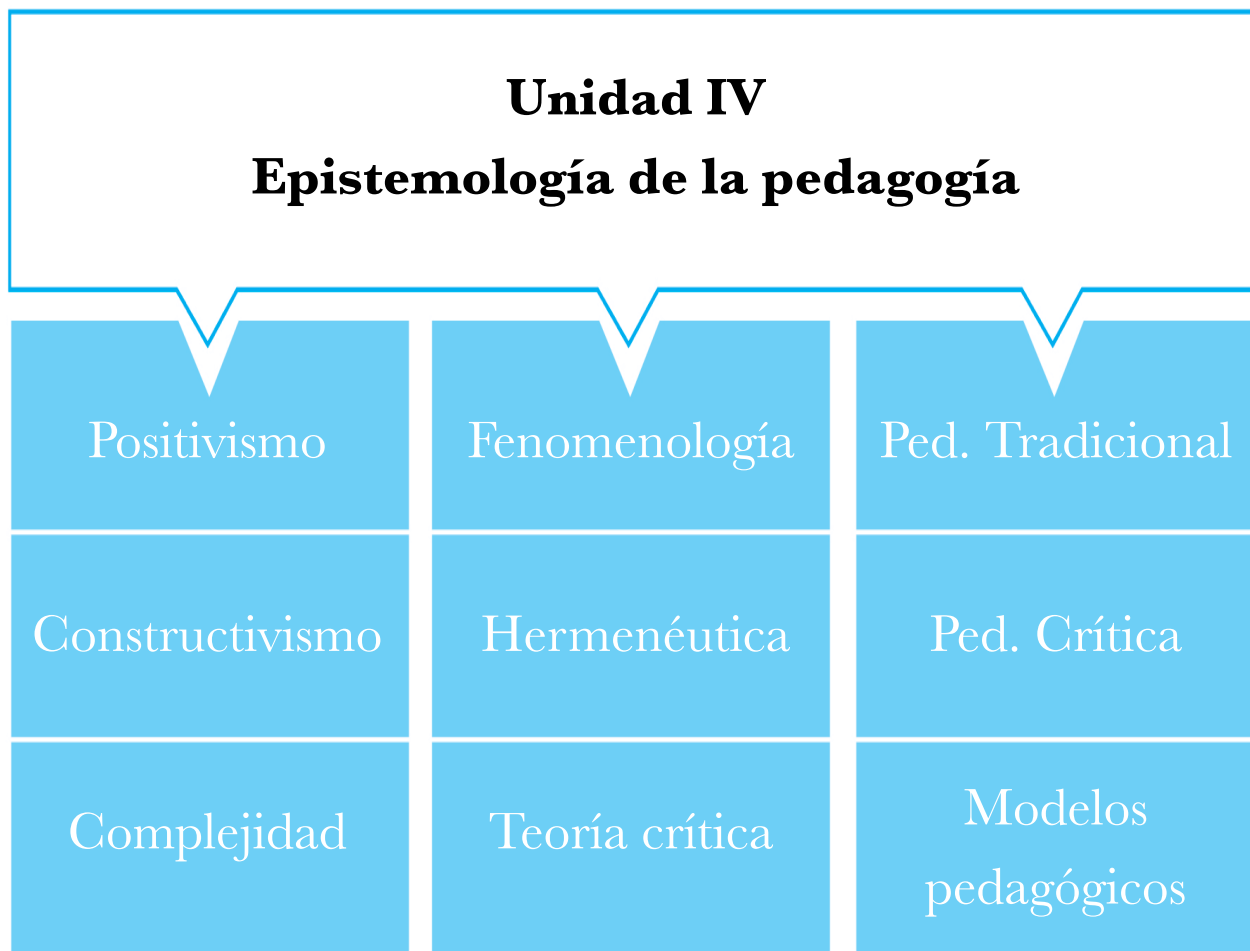 Unidad IV
Epistemología de la pedagogía
Positivismo
Fenomenología
Ped. Tradicional
Constructivismo
Hermenéutica
Ped. Crítica
Complejidad
Teoría crítica
Modelos
pedagógicos